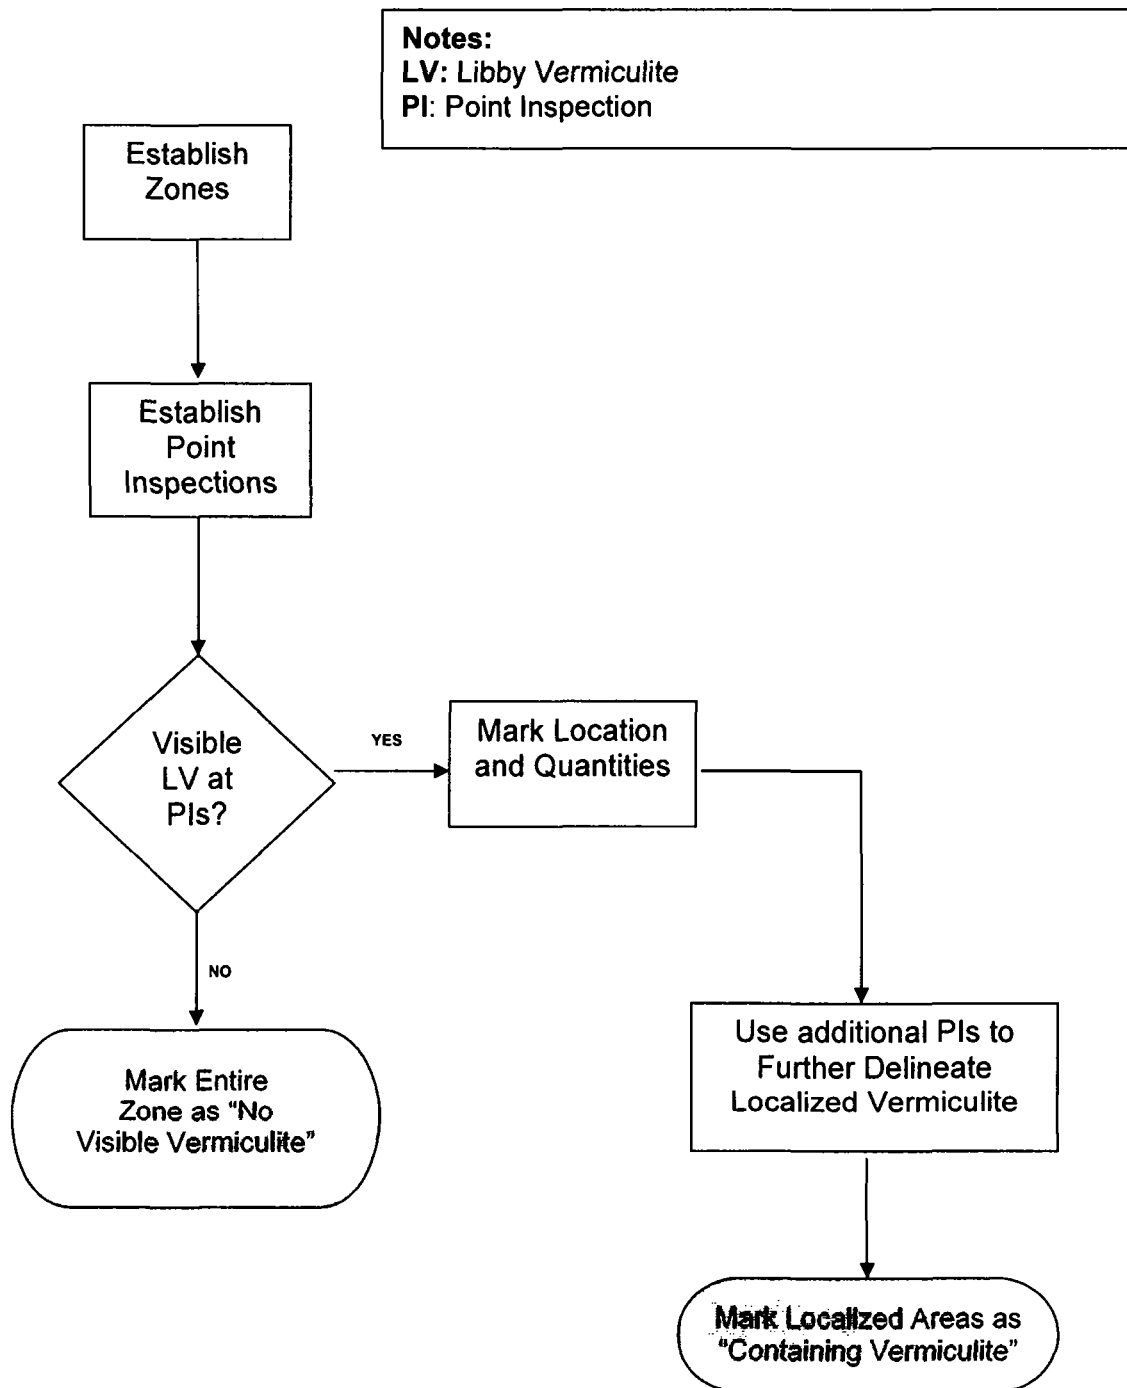 Notes:
LV: Libby Vermiculite
PI: Point Inspection
Establish
Zones
Establish
Point
Inspections
Visible
LV at
PIs?
YES
Mark Location
and Quantities
NO
Mark Entire
Zone as “No
Visible Vermiculite”
Use additional PIs to
Further Delineate
Localized Vermiculite
Mark Localized Areas as
“Containing Vermiculite”